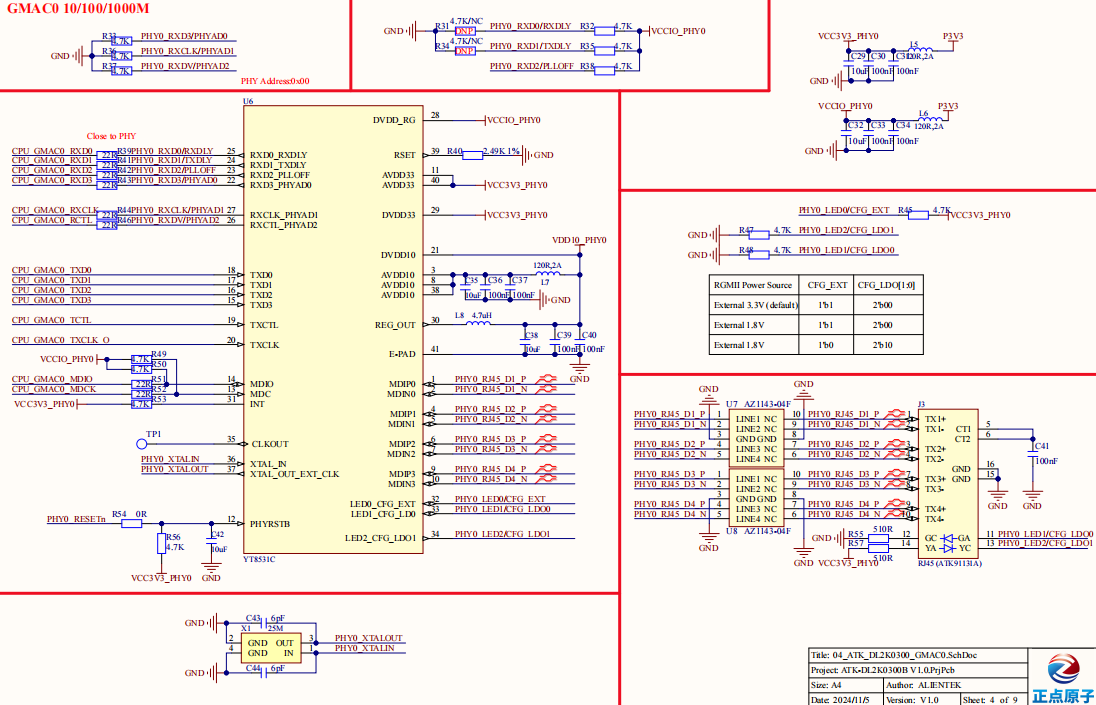 GMAC0 10/100/1000M
R33 4.7K PHY0_RXD3/PHYAD0
GND R36 4.7K PHY0_RXCLK/PHYAD1
R37 4.7K PHY0_RXDV/PHYAD2
PHY Address:0x00
GND R31 4.7K/NC DNP PHY0_RXD0/RXDLY R32 4.7K VCCIO_PHY0
R34 4.7K/NC DNP PHY0_RXD1/TXDLY R35 4.7K
PHY0_RXD2/PLLOFF R38 4.7K
VCC3V3_PHY0 L5 120R,2A P3V3
C29 C30 C31
10uF 100nF 100nF
GND
VCCIO_PHY0 L6 120R,2A P3V3
C32 C33 C34
10uF 100nF 100nF
GND
U6
Close to PHY
CPU_GMAC0_RXD0 22R R39 PHY0_RXD0/RXDLY 25 RXD0_RXDLY
CPU_GMAC0_RXD1 22R R41 PHY0_RXD1/TXDLY 24 RXD1_TXDLY
CPU_GMAC0_RXD2 22R R42 PHY0_RXD2/PLLOFF 23 RXD2_PLLOFF
CPU_GMAC0_RXD3 22R R43 PHY0_RXD3/PHYAD0 22 RXD3_PHYAD0
CPU_GMAC0_RXCLK 22R R44 PHY0_RXCLK/PHYAD1 27 RXCLK_PHYAD1
CPU_GMAC0_RCTL 22R R46 PHY0_RXDV/PHYAD2 26 RXCTL_PHYAD2
CPU_GMAC0_TXD0 18 TXD0
CPU_GMAC0_TXD1 17 TXD1
CPU_GMAC0_TXD2 16 TXD2
CPU_GMAC0_TXD3 15 TXD3
CPU_GMAC0_TCTL 19 TXCTL
CPU_GMAC0_TXCLK_O 20 TXCLK
VCCIO_PHY0 R49 4.7K
R50 4.7K
CPU_GMAC0_MDIO R51 22R 14 MDIO
CPU_GMAC0_MDCK R52 22R 13 MDC
VCC3V3_PHY0 R53 4.7K 31 INT
TP1 35 CLKOUT
PHY0_XTALIN 36 XTAL_IN
PHY0_XTALOUT 37 XTAL_OUT_EXT_CLK
PHY0_RESETn R54 0R 12 PHYRSTB
R56 4.7K
C42 10uF
VCC3V3_PHY0 GND
YT8531C
DVDD_RG 28 VCCIO_PHY0
RSET 39 R40 2.49K 1% GND
AVDD33 11
AVDD33 40 VCC3V3_PHY0
DVDD33 29 VCC3V3_PHY0
VDD10_PHY0
DVDD10 21
AVDD10 3 120R,2A L7
AVDD10 8 C35 C36 C37
AVDD10 38 10uF 100nF 100nF GND
REG_OUT 30 L8 4.7uH
C38 C39 C40
10uF 100nF 100nF
E-PAD 41
GND
MDIP0 1 PHY0_RJ45_D1_P
MDIN0 2 PHY0_RJ45_D1_N
MDIP1 4 PHY0_RJ45_D2_P
MDIN1 5 PHY0_RJ45_D2_N
MDIP2 6 PHY0_RJ45_D3_P
MDIN2 7 PHY0_RJ45_D3_N
MDIP3 9 PHY0_RJ45_D4_P
MDIN3 10 PHY0_RJ45_D4_N
LED0_CFG_EXT 32 PHY0_LED0/CFG_EXT
LED1_CFG_LD0 33 PHY0_LED1/CFG_LDO0
LED2_CFG_LDO1 34 PHY0_LED2/CFG_LDO1
PHY0_LED0/CFG_EXT R45 4.7K VCC3V3_PHY0
GND R47 4.7K PHY0_LED2/CFG_LDO1
GND R48 4.7K PHY0_LED1/CFG_LDO0
RGMII Power Source CFG_EXT CFG_LDO[1:0]
External 3.3V (default) 1'b1 2'b00
External 1.8V 1'b1 2'b00
External 1.8V 1'b0 2'b10
GND GND
U7 AZ1143-04F J3
PHY0_RJ45_D1_P 1 LINE1 NC 10 PHY0_RJ45_D1_P 1 TX1+
PHY0_RJ45_D1_N 2 LINE2 NC 9 PHY0_RJ45_D1_N 2 TX1-
3 GND GND 8
PHY0_RJ45_D2_P 4 LINE3 NC 7 PHY0_RJ45_D2_P 3 TX2+
PHY0_RJ45_D2_N 5 LINE4 NC 6 PHY0_RJ45_D2_N 4 TX2-
PHY0_RJ45_D3_P 1 LINE1 NC 10 PHY0_RJ45_D3_P 7 TX3+
PHY0_RJ45_D3_N 2 LINE2 NC 9 PHY0_RJ45_D3_N 8 TX3-
3 GND GND 8
PHY0_RJ45_D4_P 4 LINE3 NC 7 PHY0_RJ45_D4_P 9 TX4+
PHY0_RJ45_D4_N 5 LINE4 NC 6 PHY0_RJ45_D4_N 10 TX4-
U8 AZ1143-04F
GND GND
CT1 5
CT2 6 C41 100nF
GND 16
GND 15
GND GND
GND R55 510R 12 GC GA 11 PHY0_LED1/CFG_LDO0
R57 510R 14 YA YC 13 PHY0_LED2/CFG_LDO1
VCC3V3_PHY0 RJ45 (ATK9131A)
GND C43 6pF
X1 25M
2 GND OUT 3 PHY0_XTALOUT
4 GND IN 1 PHY0_XTALIN
GND C44 6pF
Title: 04_ATK_DL2K0300_GMAC0.SchDoc
Project: ATK-DL2K0300B V1.0.PrjPcb
Size: A4 Author: ALIENTEK
Date: 2024/11/5 Version: V1.0 Sheet: 4 of 9
正点原子